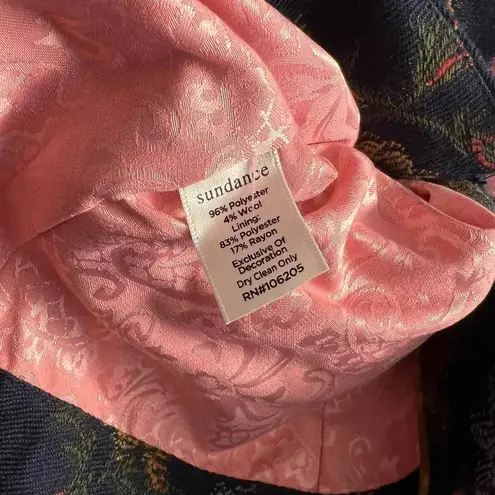 sundance
96% Polyester
4% Wool
Lining:
83% Polyester
17% Rayon
Exclusive Of
Decoration
Dry Clean Only
RN#106205